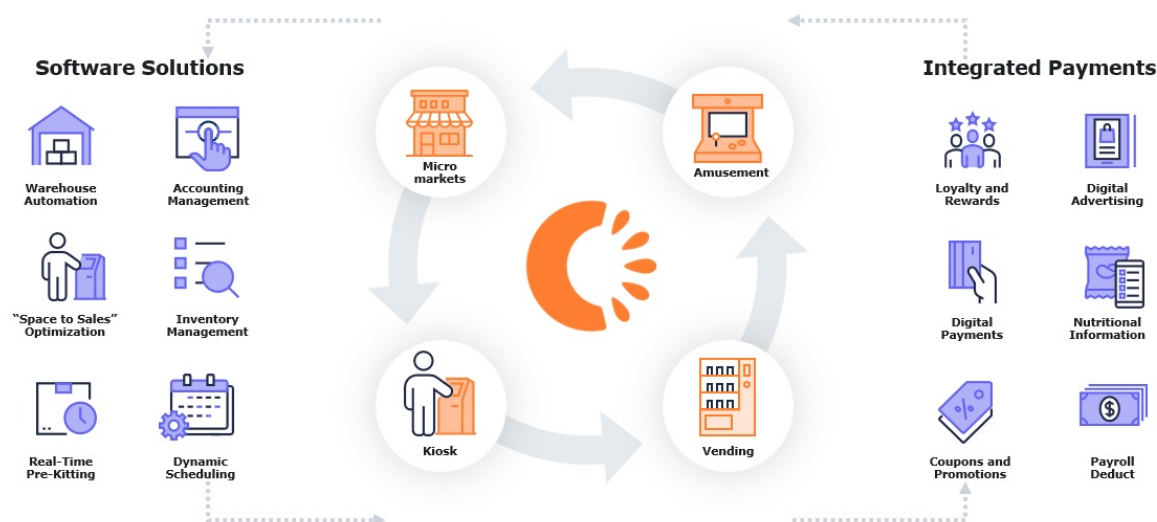 Software Solutions
Warehouse
Automation
Accounting
Management
“Space to Sales”
Optimization
Inventory
Management
Real-Time
Pre-Kitting
Dynamic
Scheduling
Micro
markets
Amusement
Kiosk
Vending
Integrated Payments
Loyalty and
Rewards
Digital
Advertising
Digital
Payments
Nutritional
Information
Coupons and
Promotions
Payroll
Deduct